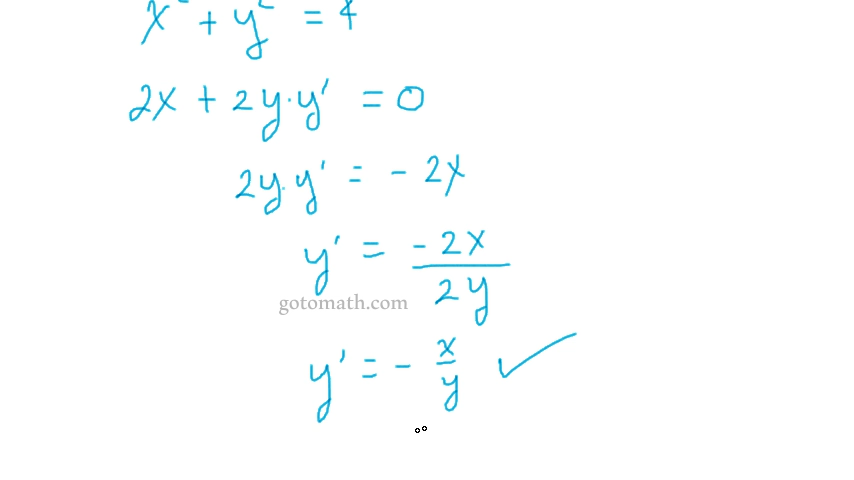 x² + y² = 4
2x + 2y·y' = 0
2y·y' = - 2x
y' = -2x / 2y
gotomath.com
y' = - x/y ✓